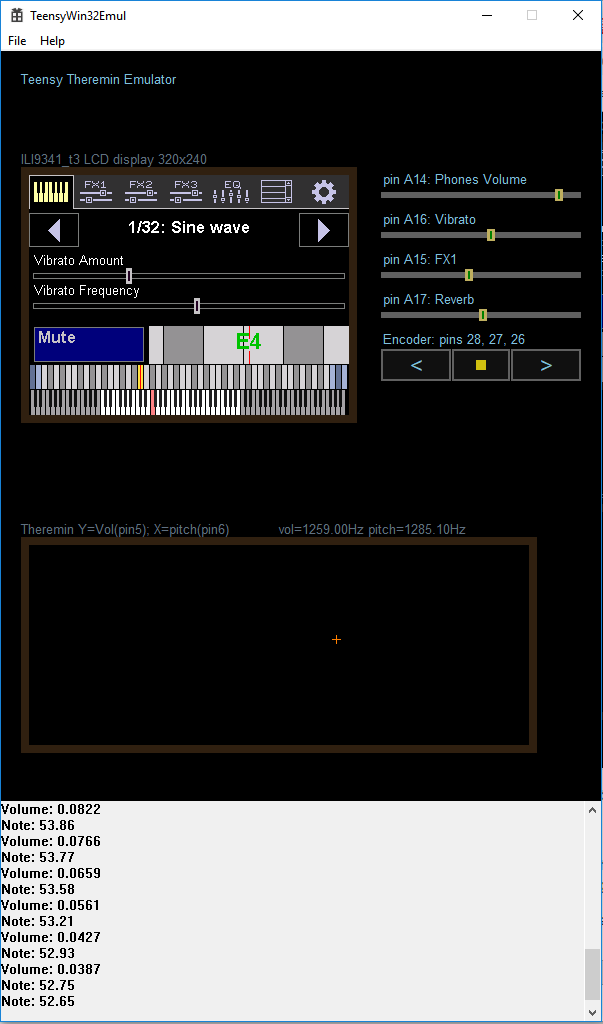 TeensyWin32Emul
File Help
Teensy Theremin Emulator
ILI9341_t3 LCD display 320x240
FX1 FX2 FX3 EQ
1/32: Sine wave
Vibrato Amount
Vibrato Frequency
Mute
E4
pin A14: Phones Volume
pin A16: Vibrato
pin A15: FX1
pin A17: Reverb
Encoder: pins 28, 27, 26
< >
Theremin Y=Vol(pin5); X=pitch(pin6) vol=1259.00Hz pitch=1285.10Hz
Volume: 0.0822
Note: 53.86
Volume: 0.0766
Note: 53.77
Volume: 0.0659
Note: 53.58
Volume: 0.0561
Note: 53.21
Volume: 0.0427
Note: 52.93
Volume: 0.0387
Note: 52.75
Note: 52.65